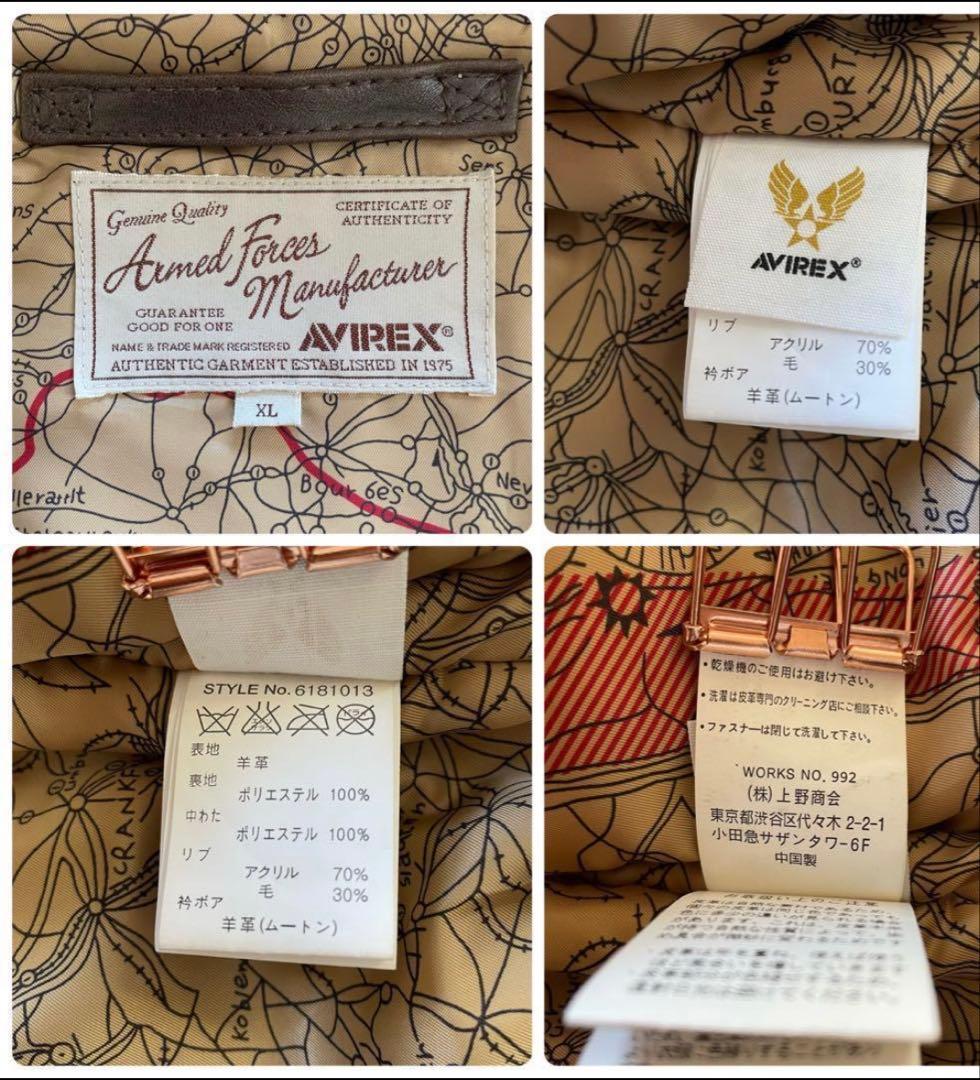 Sens
Genuine Quality
CERTIFICATE OF
AUTHENTICITY
Armed Forces
Manufacturer
GUARANTEE
GOOD FOR ONE
NAME & TRADE MARK REGISTERED
AVIREX®
AUTHENTIC GARMENT ESTABLISHED IN 1975
XL
Bourges
Nev
AVIREX®
リブ
アクリル 70%
毛 30%
衿ボア
羊革(ムートン)
STYLE No. 6181013
表地
羊革
裏地
ポリエステル 100%
中わた
ポリエステル 100%
リブ
アクリル 70%
毛 30%
衿ボア
羊革(ムートン)
・乾燥機のご使用はお避け下さい。
・洗濯は皮革専門のクリーニング店にご相談下さい。
・ファスナーは閉じて洗濯して下さい。
WORKS NO. 992
(株)上野商会
東京都渋谷区代々木 2-2-1
小田急サザンタワー6F
中国製